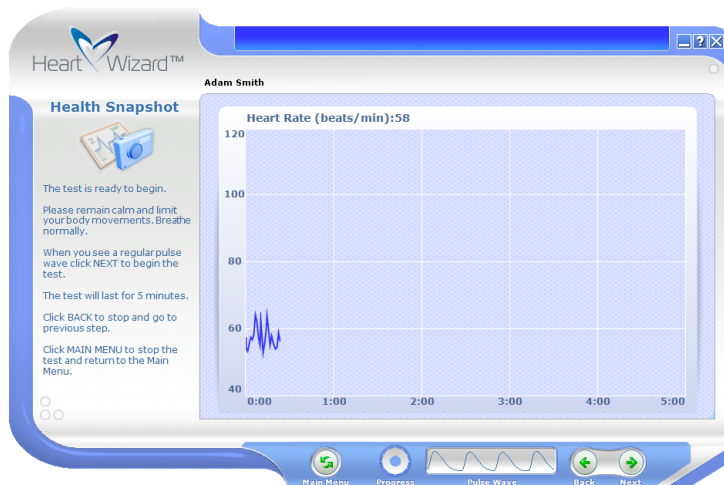 Heart Wizard™
Adam Smith
Health Snapshot
The test is ready to begin.
Please remain calm and limit
your body movements. Breathe
normally.
When you see a regular pulse
wave click NEXT to begin the
test.
The test will last for 5 minutes.
Click BACK to stop and go to
previous step.
Click MAIN MENU to stop the
test and return to the Main
Menu.
Heart Rate (beats/min):58
120
100
80
60
40
0:00 1:00 2:00 3:00 4:00 5:00
Main Menu Progress Pulse Wave Back Next